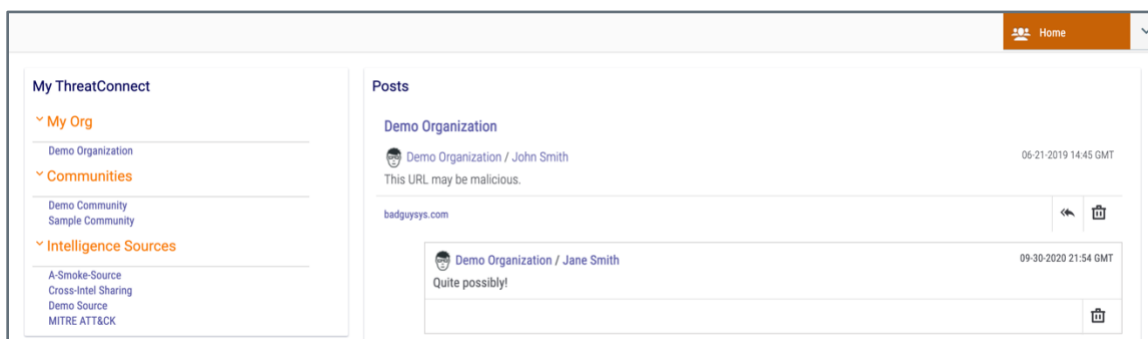 Home
My ThreatConnect
My Org
Demo Organization
Communities
Demo Community
Sample Community
Intelligence Sources
A-Smoke-Source
Cross-Intel Sharing
Demo Source
MITRE ATT&CK
Posts
Demo Organization
Demo Organization / John Smith
06-21-2019 14:45 GMT
This URL may be malicious.
badguysys.com
Demo Organization / Jane Smith
09-30-2020 21:54 GMT
Quite possibly!